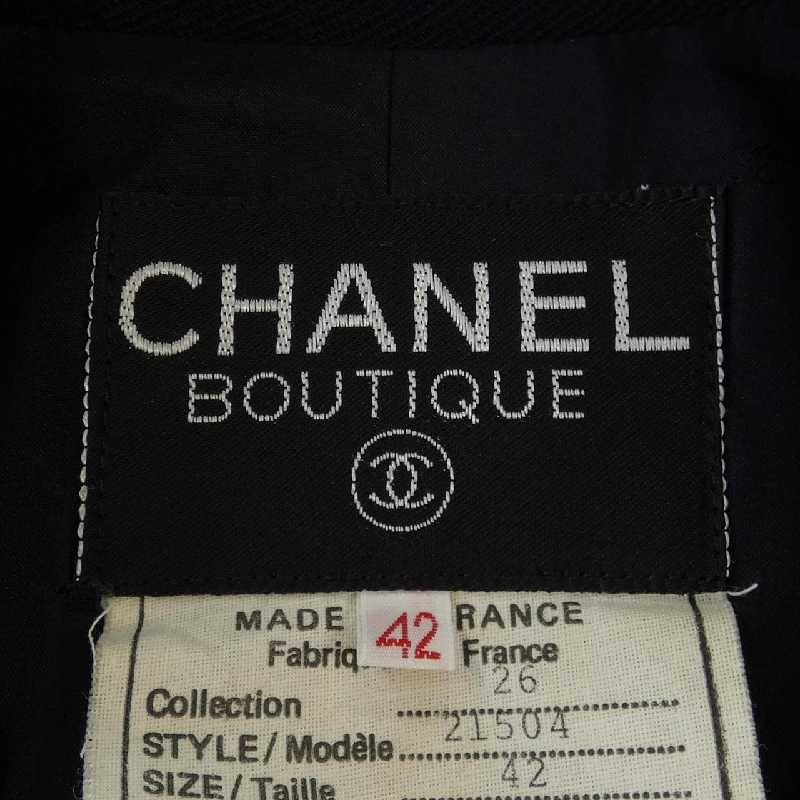 CHANEL
BOUTIQUE
MADE 42 RANCE
Fabriq France
26
Collection
21504
STYLE/Modèle
42
SIZE/Taille